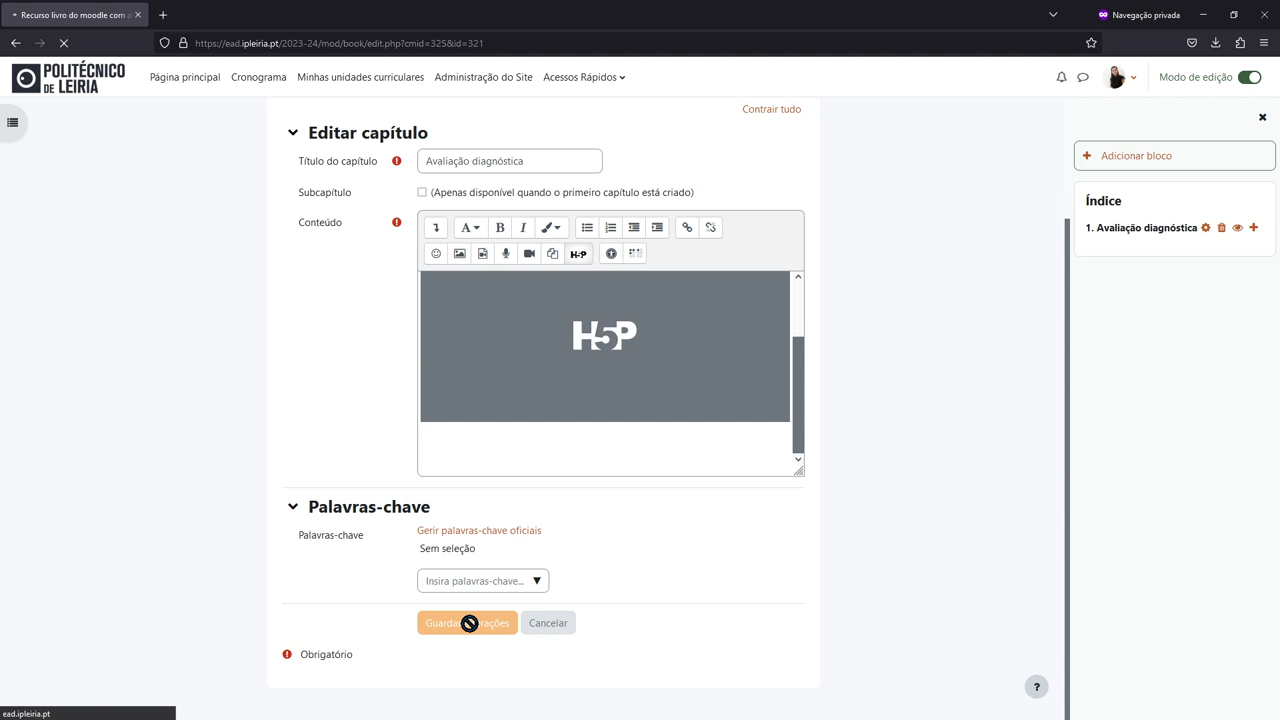 Recurso livro do moodle com a
Navegação privada
https://ead.ipleiria.pt/2023-24/mod/book/edit.php?cmid=325&id=321
POLITÉCNICO
DE LEIRIA
Página principal
Cronograma
Minhas unidades curriculares
Administração do Site
Acessos Rápidos
Modo de edição
Contrair tudo
Editar capítulo
Título do capítulo
Avaliação diagnóstica
Subcapítulo
(Apenas disponível quando o primeiro capítulo está criado)
Conteúdo
A
B
I
H5P
H5P
Palavras-chave
Palavras-chave
Gerir palavras-chave oficiais
Sem seleção
Insira palavras-chave...
Cancelar
Obrigatório
Adicionar bloco
Índice
1. Avaliação diagnóstica
?
ead.ipleiria.pt